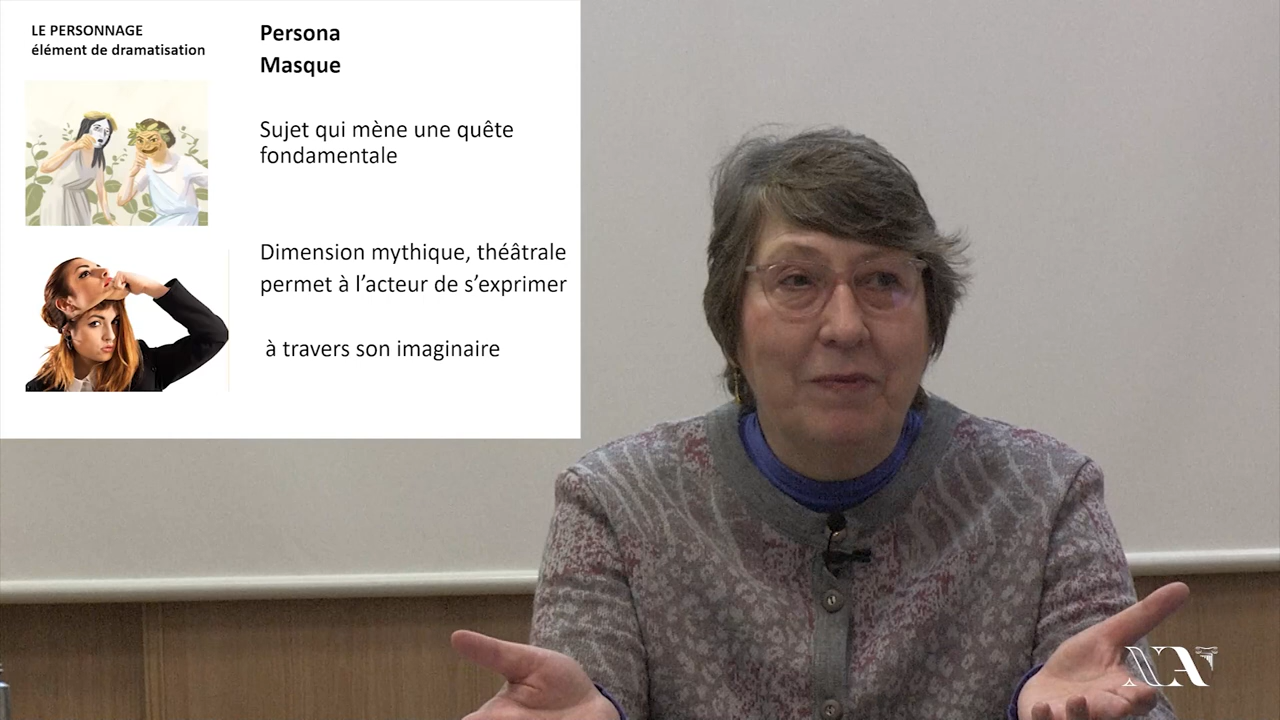 LE PERSONNAGE
élément de dramatisation
Persona
Masque
Sujet qui mène une quête
fondamentale
Dimension mythique, théâtrale
permet à l’acteur de s’exprimer
à travers son imaginaire